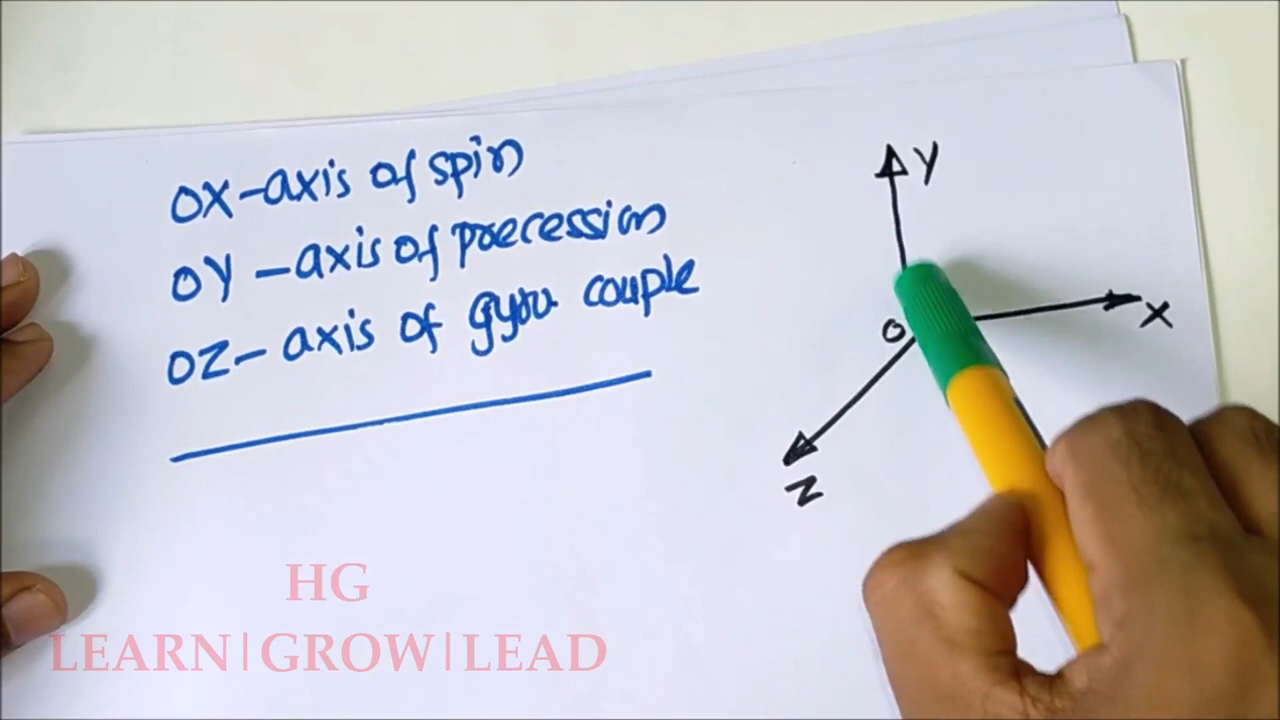 OX-axis of spin
OY-axis of precession
OZ-axis of gyro couple
Y
O
X
Z
HG
LEARN|GROW|LEAD